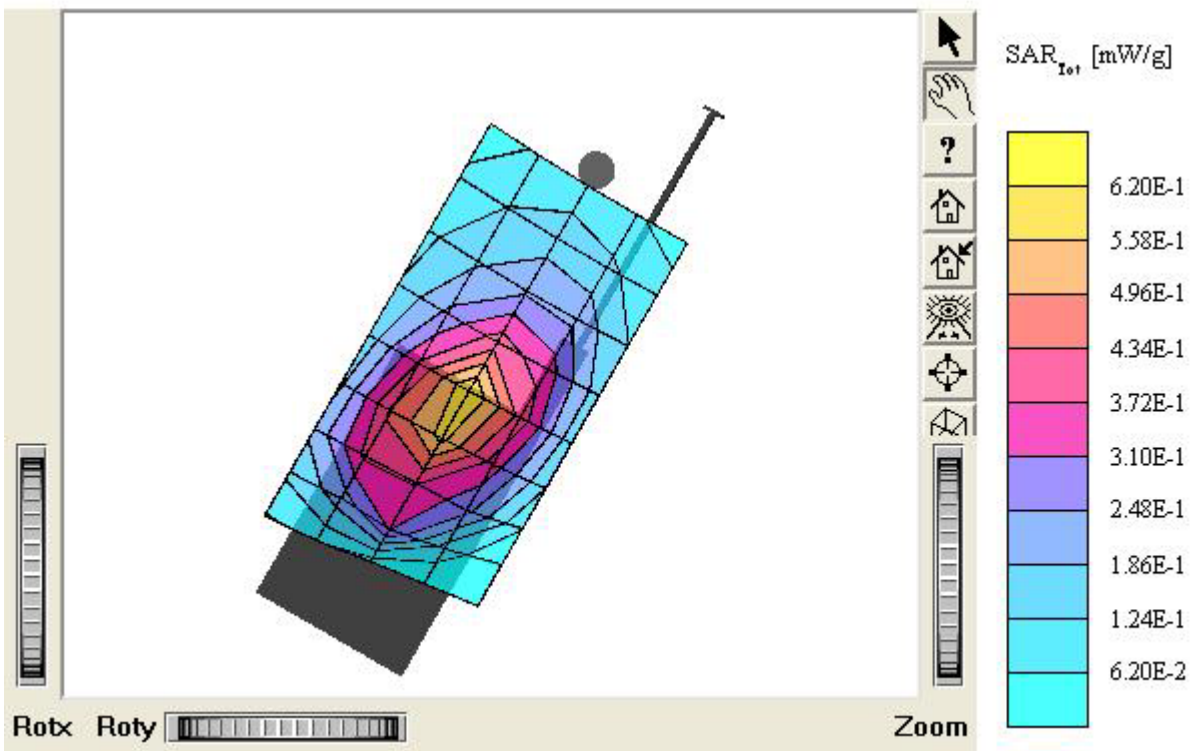 SAR_Tot [mW/g]
?
6.20E-1
5.58E-1
4.96E-1
4.34E-1
3.72E-1
3.10E-1
2.48E-1
1.86E-1
1.24E-1
6.20E-2
Rotx Roty Zoom